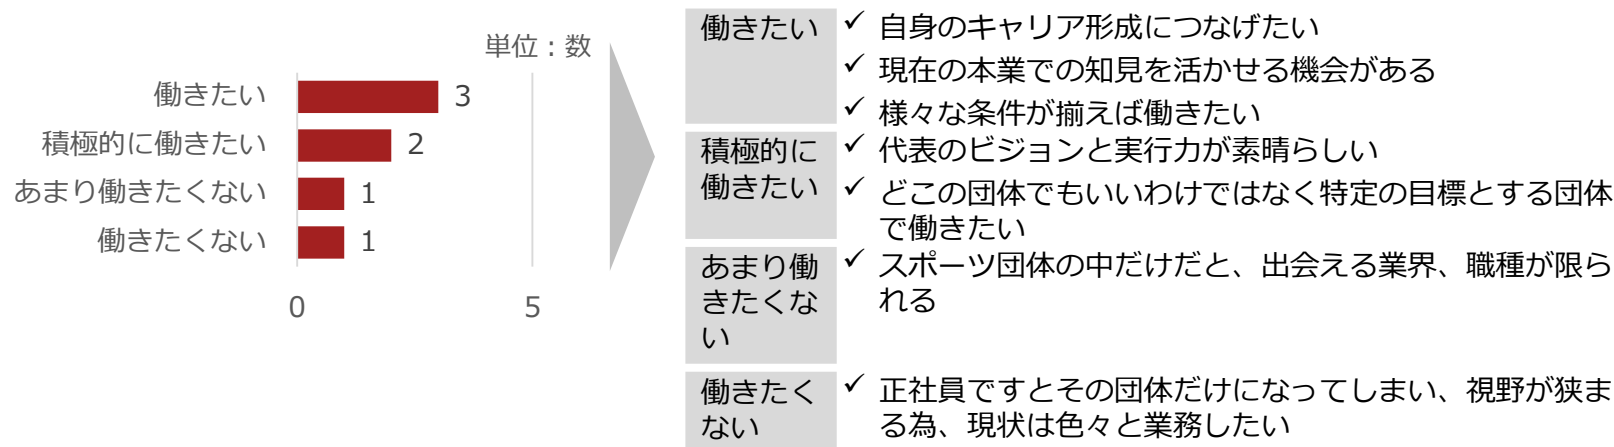 単位：数
働きたい 3
積極的に働きたい 2
あまり働きたくない 1
働きたくない 1
0 5
働きたい
✓ 自身のキャリア形成につなげたい
✓ 現在の本業での知見を活かせる機会がある
✓ 様々な条件が揃えば働きたい
積極的に
働きたい
✓ 代表のビジョンと実行力が素晴らしい
✓ どこの団体でもいいわけではなく特定の目標とする団体
で働きたい
あまり働
きたくな
い
✓ スポーツ団体の中だけだと、出会える業界、職種が限ら
れる
働きたく
ない
✓ 正社員ですとその団体だけになってしまい、視野が狭ま
る為、現状は色々と業務したい